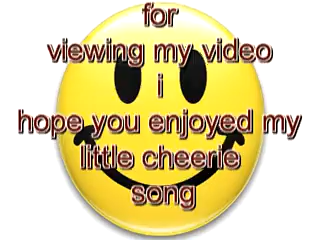 for
viewing my video
i
hope you enjoyed my
little cheerie
song